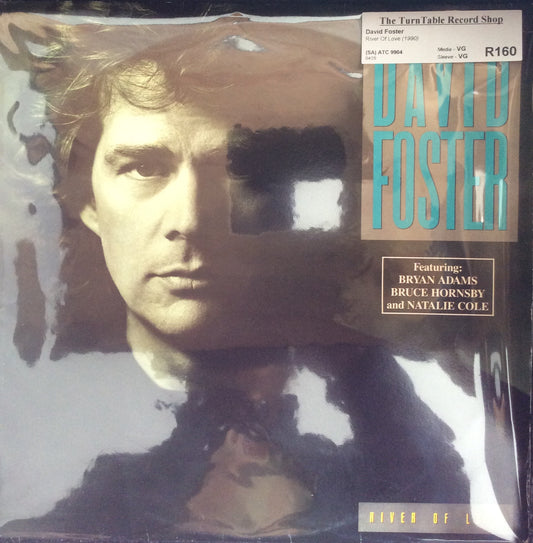 The TurnTable Record Shop
David Foster
River Of Love (1990)
(SA) ATC 9964
Media - VG
Sleeve - VG
R160
DAVID
FOSTER
Featuring:
BRYAN ADAMS
BRUCE HORNSBY
and NATALIE COLE
RIVER OF L